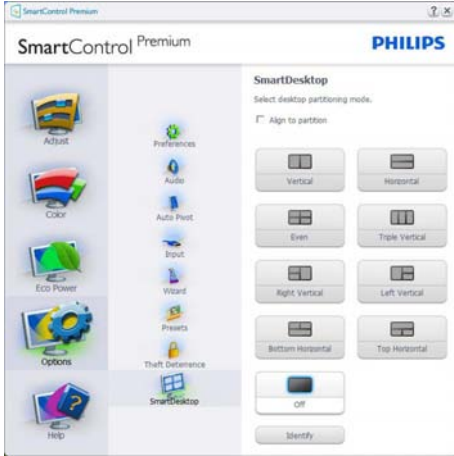 SmartControl Premium
SmartControl Premium
PHILIPS
Adjust
Color
Eco Power
Options
Help
Preferences
Audio
Auto Pivot
Input
Wizard
Presets
Theft Deterrence
SmartDesktop
SmartDesktop
Select desktop partitioning mode.
Align to partition
Vertical
Horizontal
Even
Triple Vertical
Right Vertical
Left Vertical
Bottom Horizontal
Top Horizontal
Off
Identify